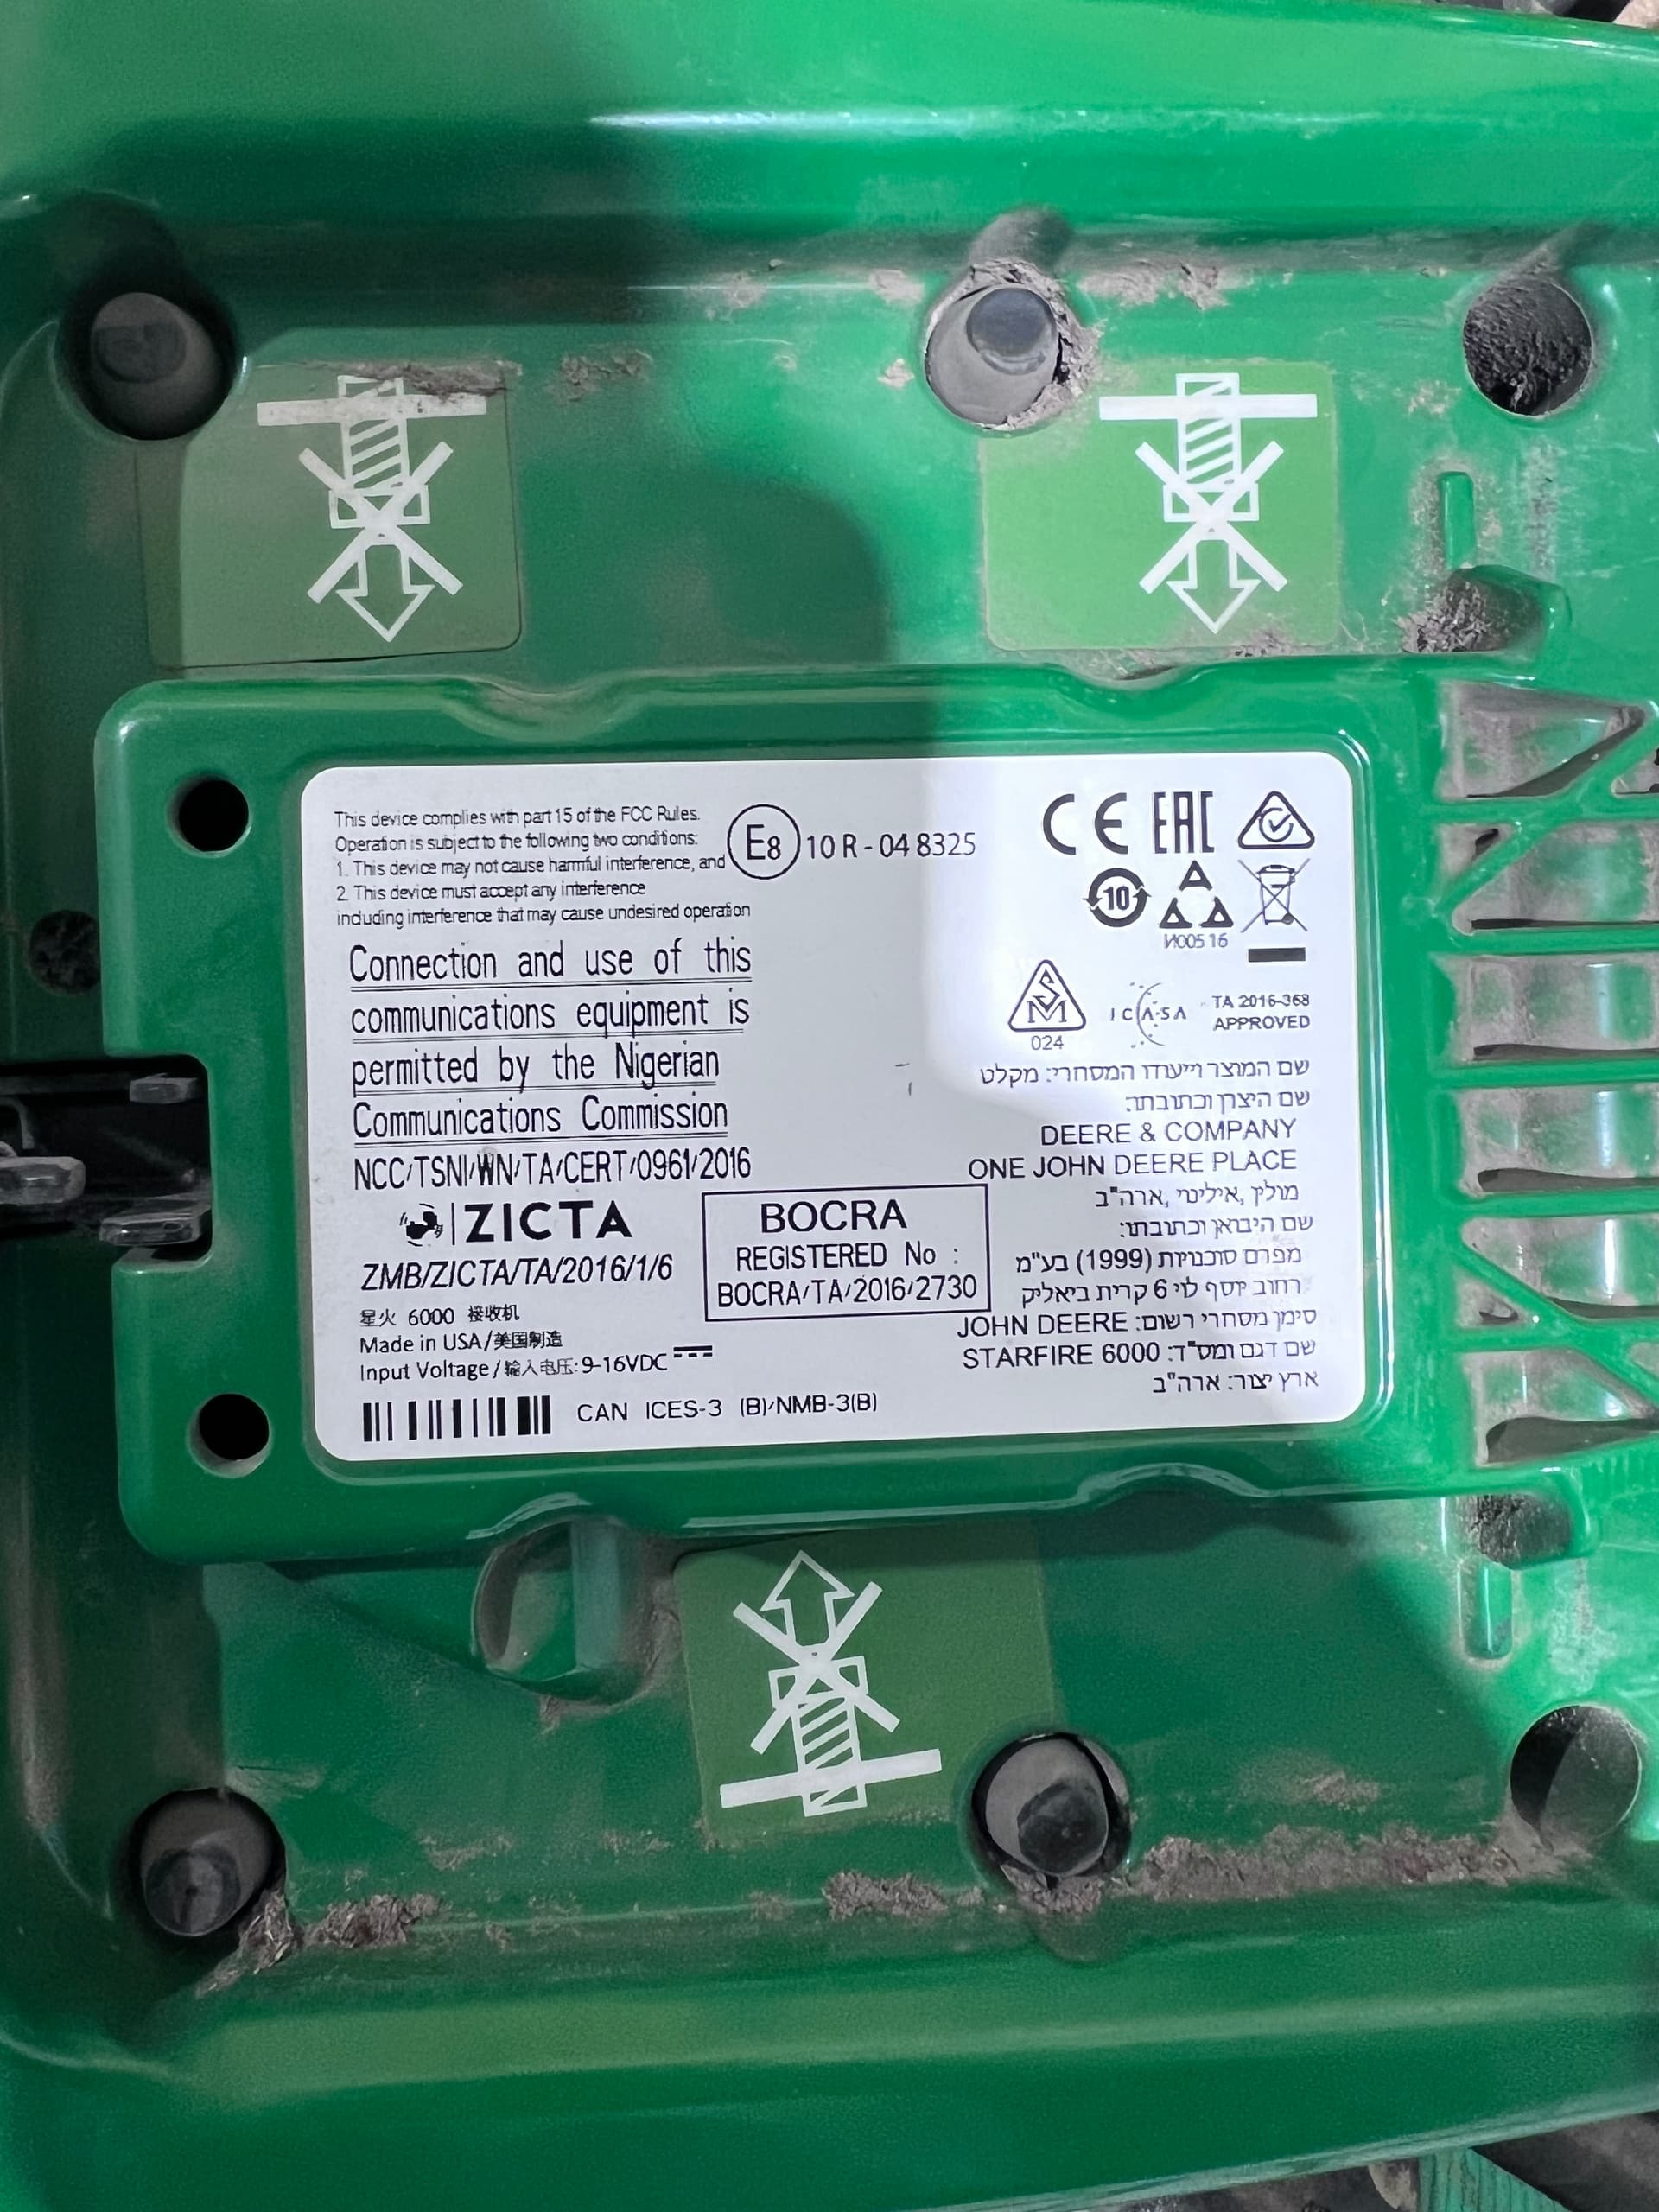 This device complies with part 15 of the FCC Rules.
Operation is subject to the following two conditions:
1. This device may not cause harmful interference, and
2. This device must accept any interference
including interference that may cause undesired operation
E8 10 R - 04 8325
CE EAC
10
И005 16
Connection and use of this
communications equipment is
permitted by the Nigerian
Communications Commission
NCC/TSNI/WN/TA/CERT/0961/2016
ZICTA
ZMB/ZICTA/TA/2016/1/6
BOCRA
REGISTERED No :
BOCRA/TA/2016/2730
星火 6000 接收机
Made in USA/美国制造
Input Voltage/输入电压: 9-16VDC
CAN ICES-3 (B)/NMB-3(B)
SM
024
ICASA
TA 2016-368
APPROVED
שם המוצר וייעודו המסחרי: מקלט
שם היצרן וכתובתו:
DEERE & COMPANY
ONE JOHN DEERE PLACE
מולין, אילינוי, ארה"ב
שם היבואן וכתובתו:
מפרם סוכנויות (1999) בע"מ
רחוב יוסף לוי 6 קרית ביאליק
סימן מסחרי רשום: JOHN DEERE
שם דגם ומס"ד: STARFIRE 6000
ארץ יצור: ארה"ב